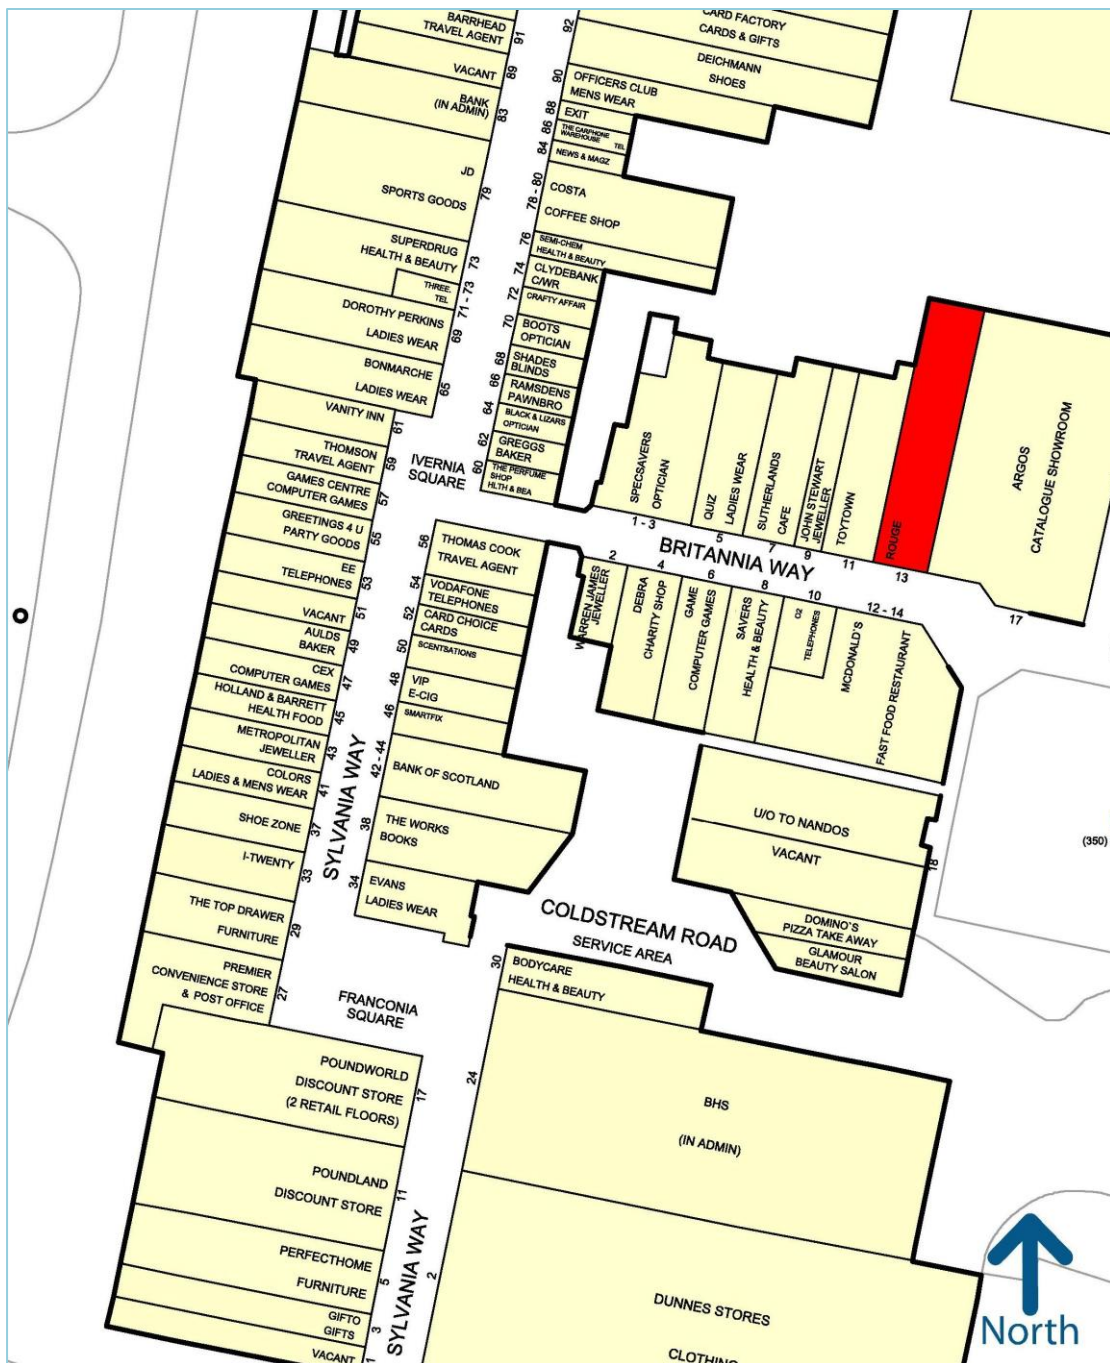 BARRHEAD
TRAVEL AGENT
91
VACANT
89
BANK
(IN ADMIN)
83
JD
SPORTS GOODS
79
SUPERDRUG
HEALTH & BEAUTY
73
THREE,
TEL
71 - 73
DOROTHY PERKINS
LADIES WEAR
69
BONMARCHE
LADIES WEAR
65
VANITY INN
61
THOMSON
TRAVEL AGENT
59
GAMES CENTRE
COMPUTER GAMES
57
GREETINGS 4 U
PARTY GOODS
55
EE
TELEPHONES
53
VACANT
51
AULDS
BAKER
49
CEX
COMPUTER GAMES
47
HOLLAND & BARRETT
HEALTH FOOD
45
METROPOLITAN
JEWELLER
43
COLORS
LADIES & MENS WEAR
41
SHOE ZONE
37
I-TWENTY
33
THE TOP DRAWER
FURNITURE
29
PREMIER
CONVENIENCE STORE
& POST OFFICE
27
POUNDWORLD
DISCOUNT STORE
(2 RETAIL FLOORS)
17
POUNDLAND
DISCOUNT STORE
11
PERFECTHOME
FURNITURE
5
GIFTO
GIFTS
3
VACANT
1
92
CARD FACTORY
CARDS & GIFTS
DEICHMANN
SHOES
90
OFFICERS CLUB
MENS WEAR
88
EXIT
86
THE CARPHONE
WAREHOUSE
TEL
84
NEWS & MAGZ
78 - 80
COSTA
COFFEE SHOP
76
SEMI-CHEM
HEALTH & BEAUTY
74
CLYDEBANK
C/WR
72
CRAFTY AFFAIR
70
BOOTS
OPTICIAN
68
SHADES
BLINDS
66
RAMSDENS
PAWNBRO
64
BLACK & LIZARS
OPTICIAN
62
GREGGS
BAKER
60
THE PERFUME
SHOP
HLTH & BEA
IVERNIA
SQUARE
56
THOMAS COOK
TRAVEL AGENT
54
VODAFONE
TELEPHONES
52
CARD CHOICE
CARDS
50
SCENTSATIONS
48
VIP
E-CIG
46
SMARTFIX
42 - 44
BANK OF SCOTLAND
38
THE WORKS
BOOKS
34
EVANS
LADIES WEAR
SYLVANIA WAY
FRANCONIA
SQUARE
SPECSAVERS
OPTICIAN
1 - 3
QUIZ
LADIES WEAR
5
SUTHERLANDS
CAFE
7
JOHN STEWART
JEWELLER
9
TOYTOWN
11
ROUGE
13
ARGOS
CATALOGUE SHOWROOM
17
BRITANNIA WAY
2
WARREN JAMES
JEWELLER
4
DEBRA
CHARITY SHOP
6
GAME
COMPUTER GAMES
8
SAVERS
HEALTH & BEAUTY
10
O2
TELEPHONES
12 - 14
MCDONALD'S
FAST FOOD RESTAURANT
U/O TO NANDOS
VACANT
18
DOMINO`S
PIZZA TAKE AWAY
GLAMOUR
BEAUTY SALON
(350)
COLDSTREAM ROAD
SERVICE AREA
30
BODYCARE
HEALTH & BEAUTY
24
BHS
(IN ADMIN)
SYLVANIA WAY
2
DUNNES STORES
CLOTHING
North